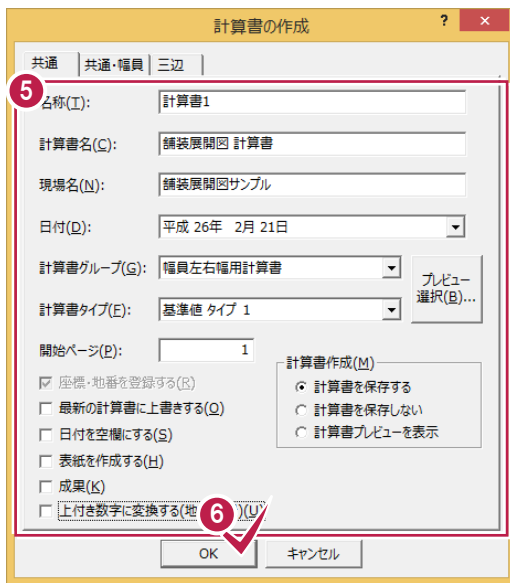 計算書の作成 ? ×
共通 共通・幅員 三辺
5
名称(T): 計算書1
計算書名(C): 舗装展開図 計算書
現場名(N): 舗装展開図サンプル
日付(D): 平成 26年 2月 21日
計算書グループ(G): 幅員左右幅用計算書
プレビュー
選択(B)...
計算書タイプ(F): 基準値 タイプ 1
開始ページ(P): 1
計算書作成(M)
座標・地番を登録する(R)
計算書を保存する
最新の計算書に上書きする(O)
計算書を保存しない
日付を空欄にする(S)
計算書プレビューを表示
表紙を作成する(H)
成果(K)
上付き数字に変換する(地 )(U)
6
OK キャンセル